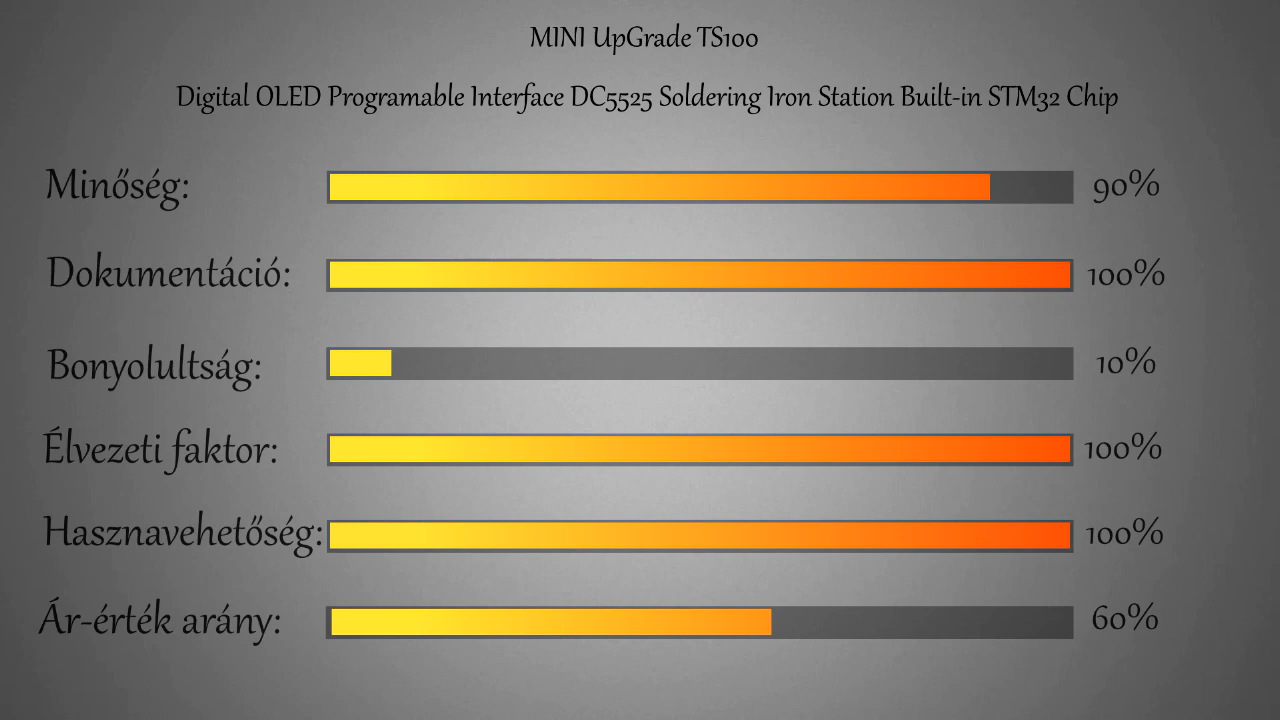 MINI UpGrade TS100
Digital OLED Programable Interface DC5525 Soldering Iron Station Built-in STM32 Chip
Minőség: 90%
Dokumentáció: 100%
Bonyolultság: 10%
Élvezeti faktor: 100%
Hasznavehetőség: 100%
Ár-érték arány: 60%